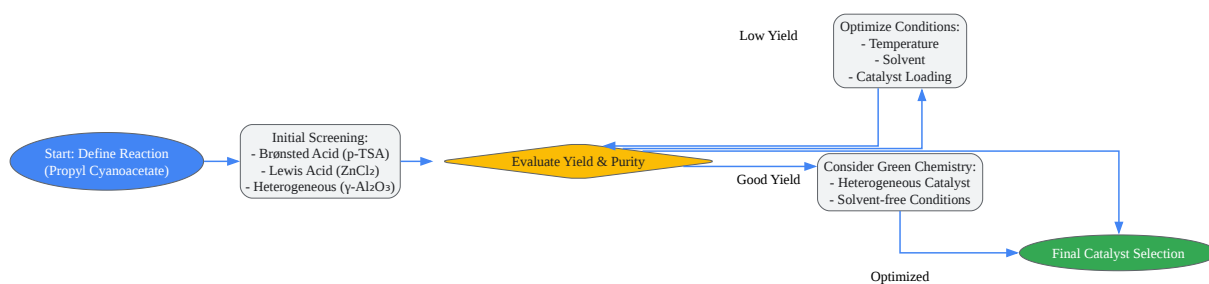 Start: Define Reaction
(Propyl Cyanoacetate)
Initial Screening:
- Brønsted Acid (p-TSA)
- Lewis Acid (ZnCl₂)
- Heterogeneous (γ-Al₂O₃)
Evaluate Yield & Purity
Low Yield
Optimize Conditions:
- Temperature
- Solvent
- Catalyst Loading
Good Yield
Consider Green Chemistry:
- Heterogeneous Catalyst
- Solvent-free Conditions
Optimized
Final Catalyst Selection